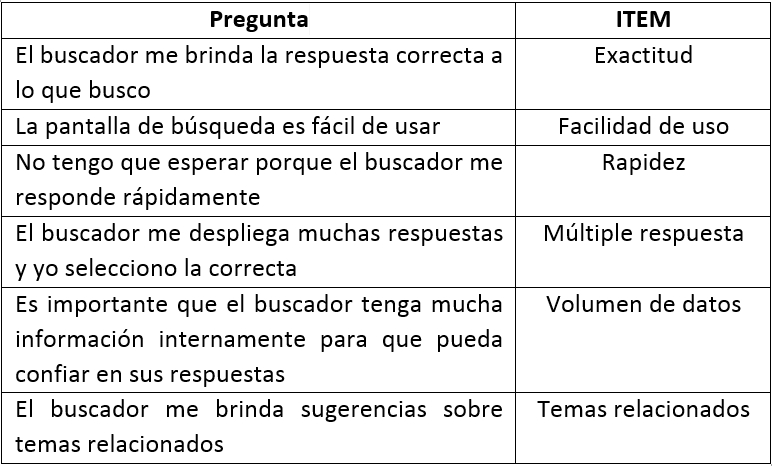 Pregunta ITEM
El buscador me brinda la respuesta correcta a Exactitud
lo que busco
La pantalla de búsqueda es fácil de usar Facilidad de uso
No tengo que esperar porque el buscador me Rapidez
responde rápidamente
El buscador me despliega muchas respuestas Múltiple respuesta
y yo selecciono la correcta
Es importante que el buscador tenga mucha Volumen de datos
información internamente para que pueda
confiar en sus respuestas
El buscador me brinda sugerencias sobre Temas relacionados
temas relacionados